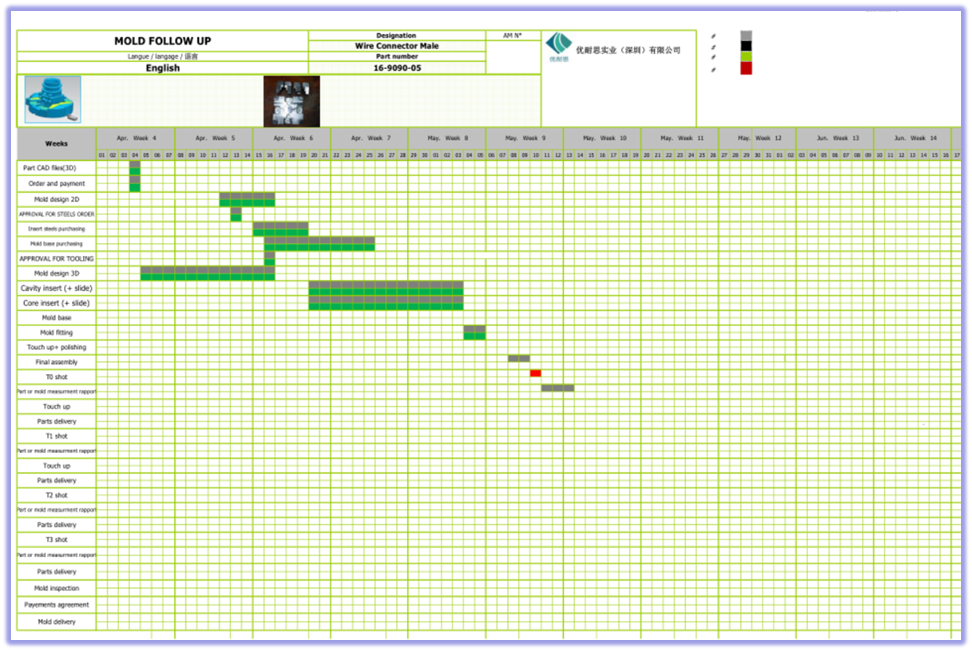 MOLD FOLLOW UP
Langue / langage / 语言
English
Designation
Wire Connector Male
Part number
16-9090-05
AM N°
优耐恩
优耐恩实业（深圳）有限公司
Weeks
Apr. Week 4 Apr. Week 5 Apr. Week 6 Apr. Week 7 May. Week 8 May. Week 9 May. Week 10 May. Week 11 May. Week 12 Jun. Week 13 Jun. Week 14
01 02 03 04 05 06 07 08 09 10 11 12 13 14 15 16 17 18 19 20 21 22 23 24 25 26 27 28 29 30 01 02 03 04 05 06 07 08 09 10 11 12 13 14 15 16 17 18 19 20 21 22 23 24 25 26 27 28 29 30 31 01 02 03 04 05 06 07 08 09 10 11 12 13 14 15 16 17
Part CAD files(3D)
Order and payment
Mold design 2D
APPROVAL FOR STEELS ORDER
Insert steels purchasing
Mold base purchasing
APPROVAL FOR TOOLING
Mold design 3D
Cavity insert (+ slide)
Core insert (+ slide)
Mold base
Mold fitting
Touch up+ polishing
Final assembly
T0 shot
Part or mold measurment rapport
Touch up
Parts delivery
T1 shot
Part or mold measurment rapport
Touch up
Parts delivery
T2 shot
Part or mold measurment rapport
Parts delivery
T3 shot
Part or mold measurment rapport
Parts delivery
Mold inspection
Payements agreement
Mold delivery